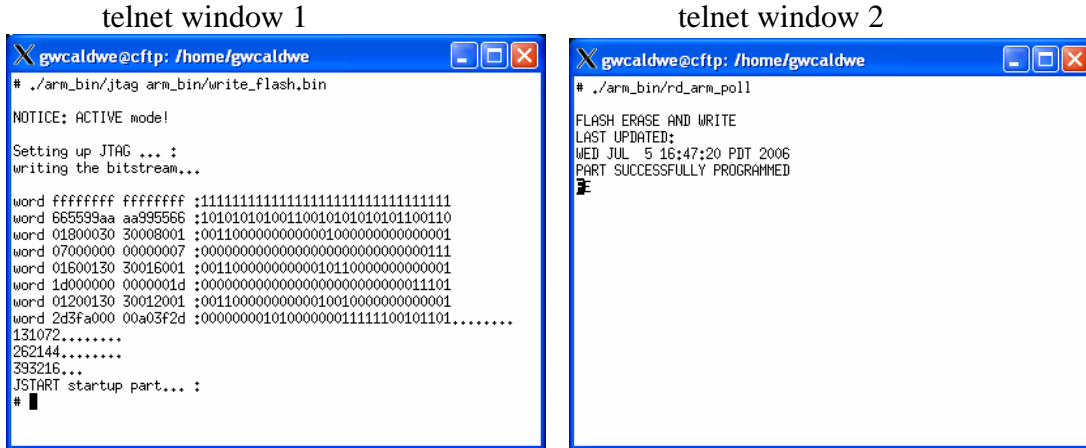 telnet window 1
gwcaldwe@cftp: /home/gwcaldwe
# ./arm_bin/jtag arm_bin/write_flash.bin
NOTICE: ACTIVE mode!
Setting up JTAG ... :
writing the bitstream...
word ffffffff ffffffff :11111111111111111111111111111111
word 665599aa aa995566 :10101010100110010101010101100110
word 01800030 30008001 :00110000000000001000000000000001
word 07000000 00000007 :00000000000000000000000000000111
word 01600130 30016001 :00110000000000010110000000000001
word 1d000000 0000001d :00000000000000000000000000011101
word 01200130 30012001 :00110000000000010010000000000001
word 2d3fa000 00a03f2d :00000000101000000011111100101101........
131072........
262144........
393216...
JSTART startup part... :
#
telnet window 2
gwcaldwe@cftp: /home/gwcaldwe
# ./arm_bin/rd_arm_poll
FLASH ERASE AND WRITE
LAST UPDATED:
WED JUL  5 16:47:20 PDT 2006
PART SUCCESSFULLY PROGRAMMED